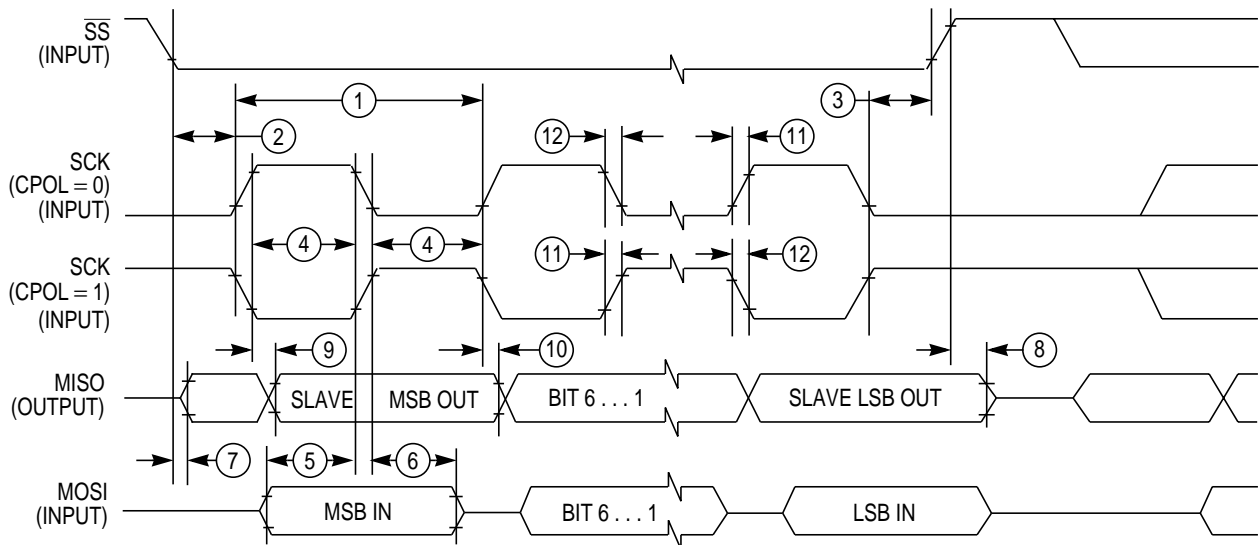 SS
(INPUT)
1
3
2
12
11
SCK
(CPOL = 0)
(INPUT)
4
4
11
12
SCK
(CPOL = 1)
(INPUT)
9
10
8
MISO
(OUTPUT)
SLAVE
MSB OUT
BIT 6 . . . 1
SLAVE LSB OUT
7
5
6
MOSI
(INPUT)
MSB IN
BIT 6 . . . 1
LSB IN